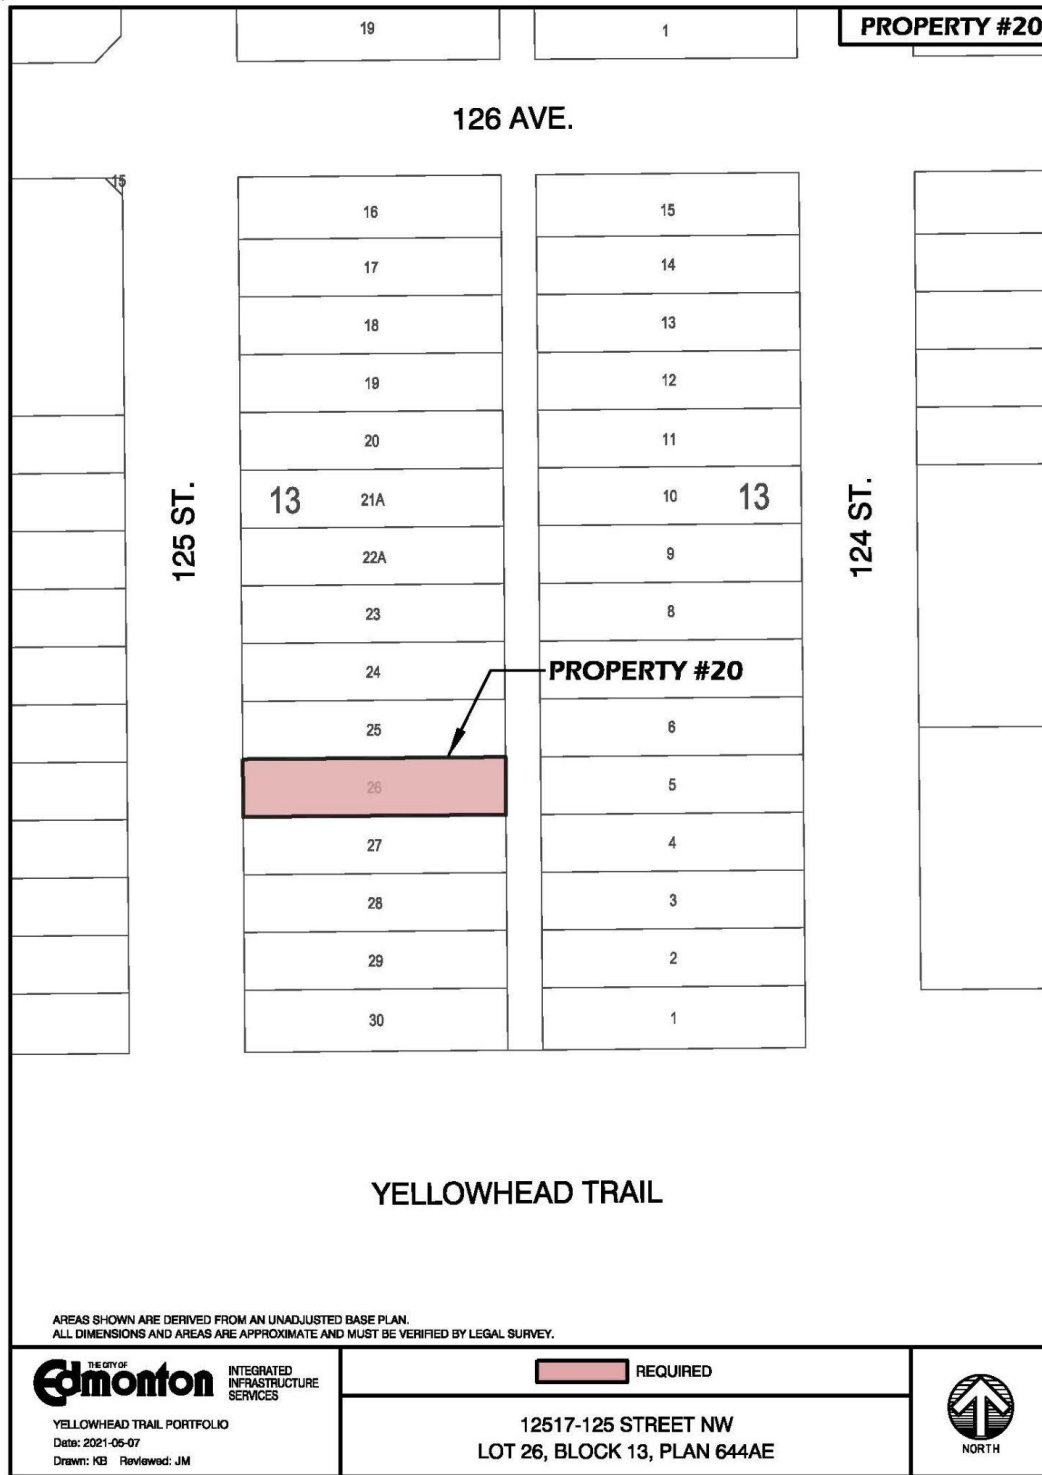 PROPERTY #20
19
1
126 AVE.
15
16
15
17
14
18
13
19
12
20
11
125 ST.
13
21A
10
13
124 ST.
22A
9
23
8
24
PROPERTY #20
25
6
26
5
27
4
28
3
29
2
30
1
YELLOWHEAD TRAIL
AREAS SHOWN ARE DERIVED FROM AN UNADJUSTED BASE PLAN.
ALL DIMENSIONS AND AREAS ARE APPROXIMATE AND MUST BE VERIFIED BY LEGAL SURVEY.
THE CITY OF
Edmonton
INTEGRATED
INFRASTRUCTURE
SERVICES
YELLOWHEAD TRAIL PORTFOLIO
Date: 2021-05-07
Drawn: KB Reviewed: JM
REQUIRED
12517-125 STREET NW
LOT 26, BLOCK 13, PLAN 644AE
NORTH